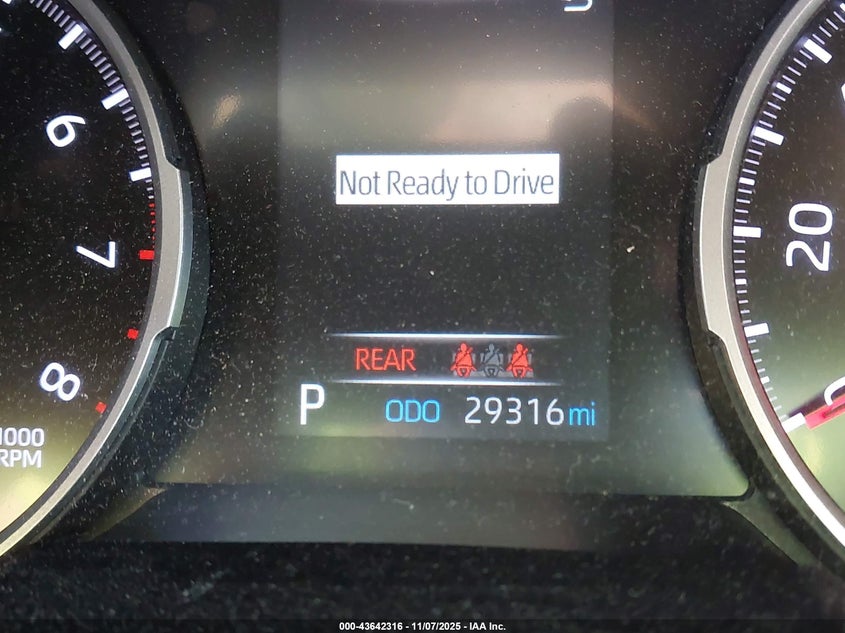 6
7
8
1000
RPM
Not Ready to Drive
REAR
P ODO 29316 mi
20
000-43642316 - 11/07/2025 - IAA Inc.